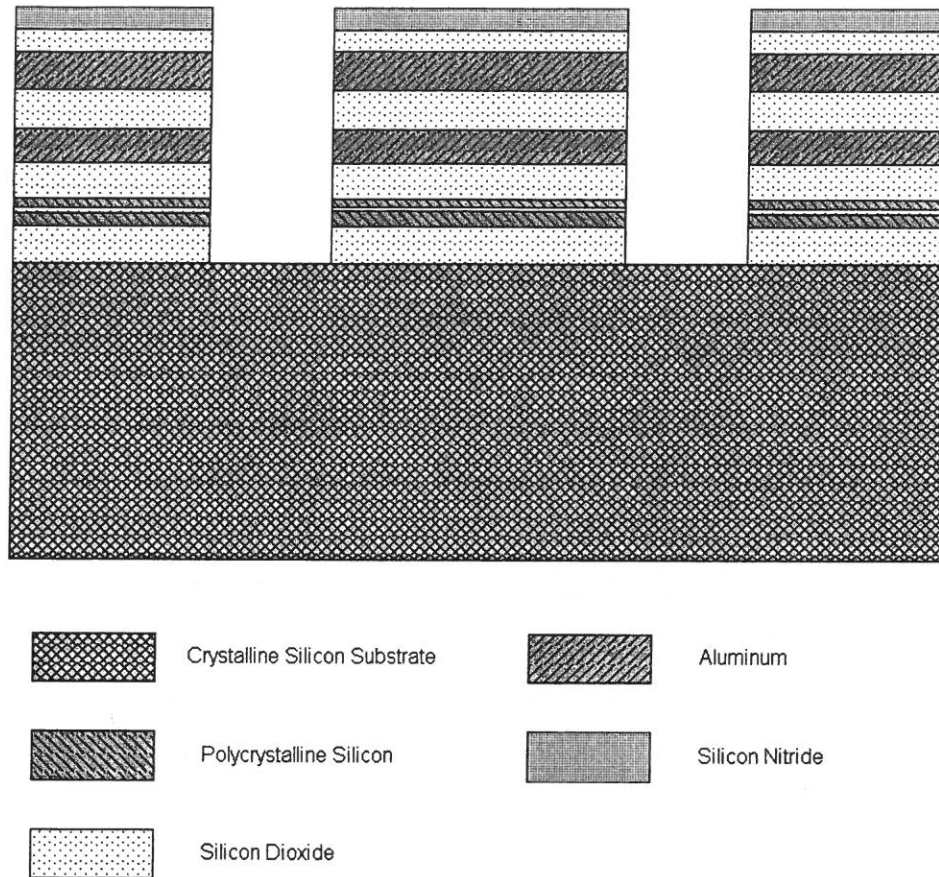 Crystalline Silicon Substrate
Aluminum
Polycrystalline Silicon
Silicon Nitride
Silicon Dioxide